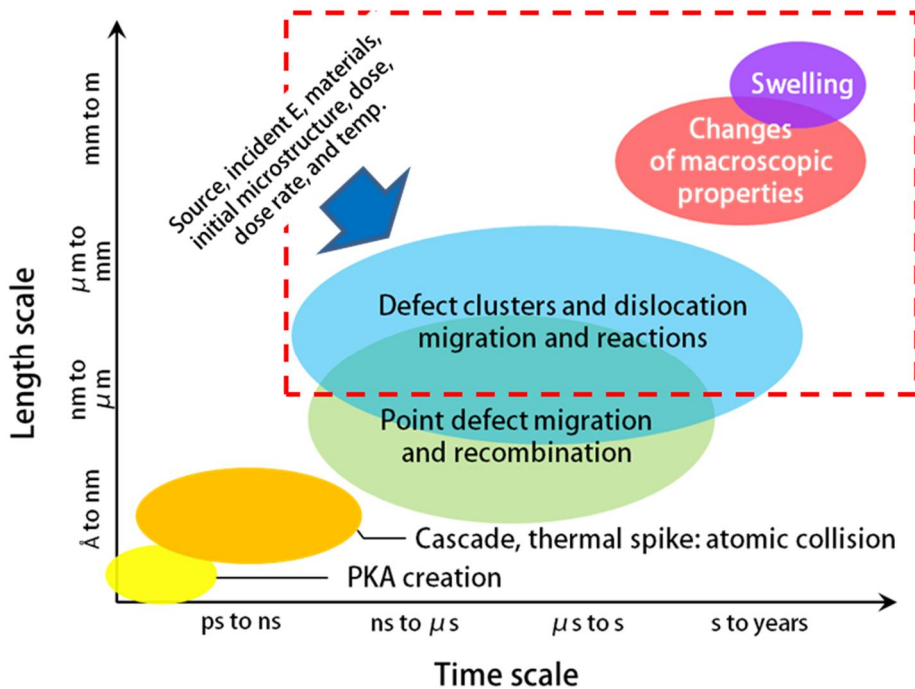 Source, incident E, materials,
initial microstructure, dose,
dose rate, and temp.
Swelling
Changes
of macroscopic
properties
Defect clusters and dislocation
migration and reactions
Point defect migration
and recombination
Cascade, thermal spike: atomic collision
PKA creation
Length scale
mm to m
μm to
mm
nm to
μm
Å to nm
ps to ns
ns to μs
μs to s
s to years
Time scale